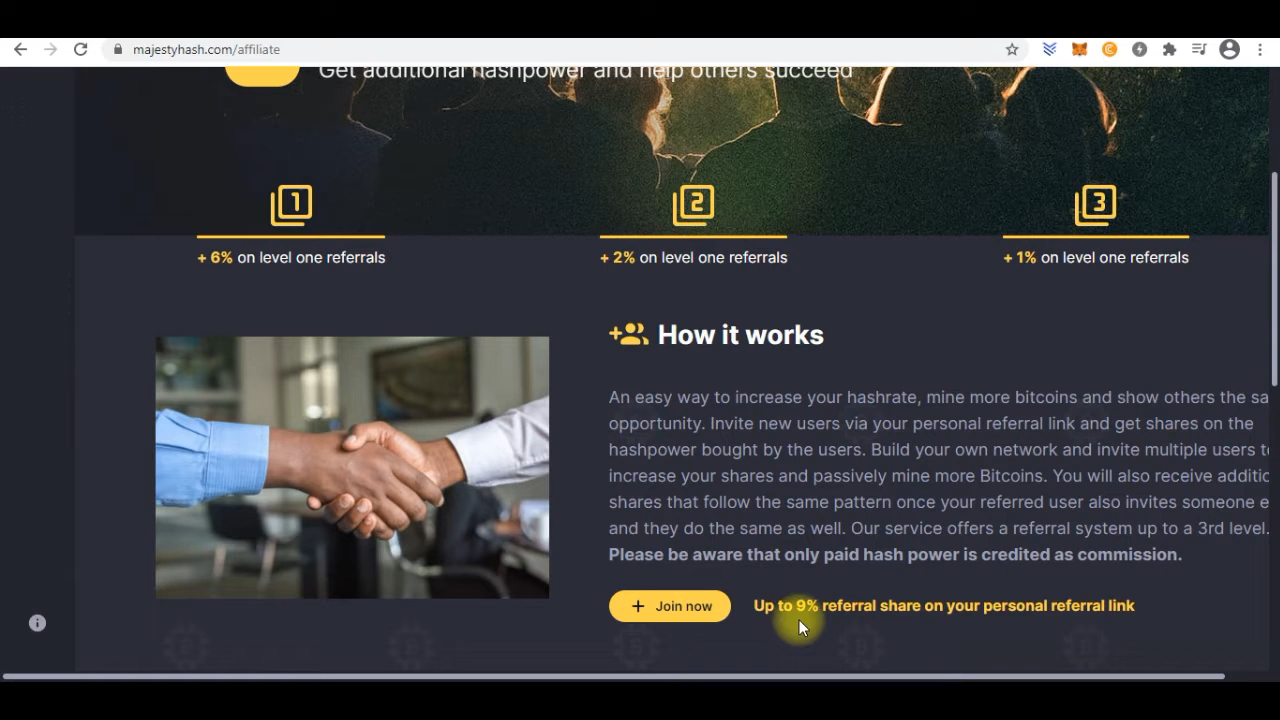 majestyhash.com/affiliate
Get additional hashpower and help others succeed
1
2
3
+ 6% on level one referrals
+ 2% on level one referrals
+ 1% on level one referrals
How it works
An easy way to increase your hashrate, mine more bitcoins and show others the sa
opportunity. Invite new users via your personal referral link and get shares on the
hashpower bought by the users. Build your own network and invite multiple users t
increase your shares and passively mine more Bitcoins. You will also receive additic
shares that follow the same pattern once your referred user also invites someone e
and they do the same as well. Our service offers a referral system up to a 3rd level.
Please be aware that only paid hash power is credited as commission.
+ Join now
Up to 9% referral share on your personal referral link